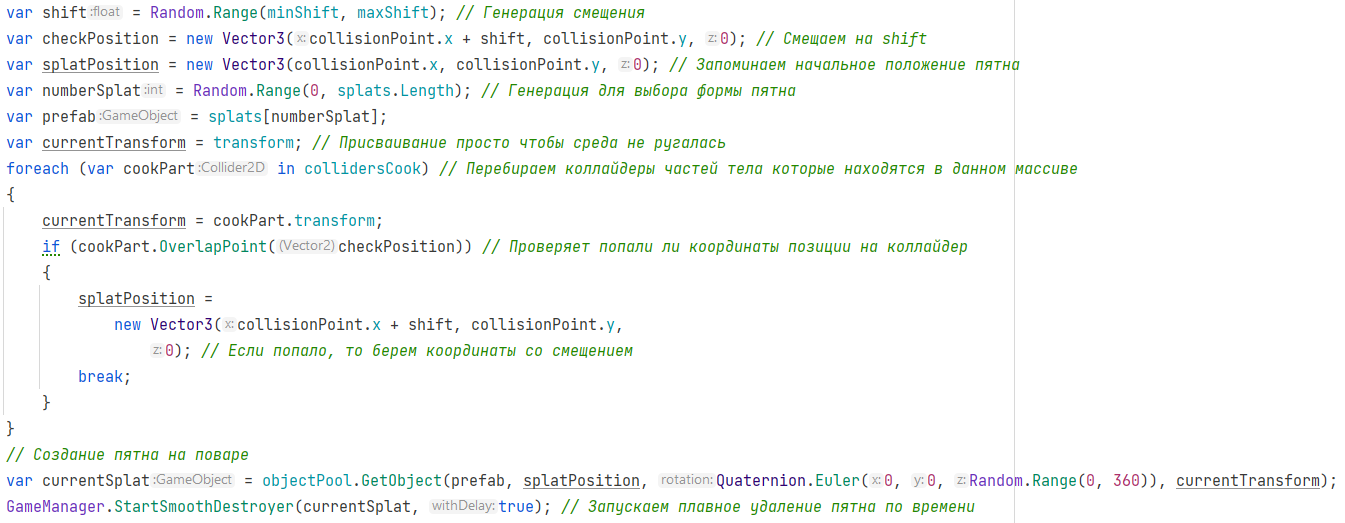 var shift :float = Random.Range(minShift, maxShift); // Генерация смещения
var checkPosition = new Vector3( x: collisionPoint.x + shift, collisionPoint.y, z: 0); // Смещаем на shift
var splatPosition = new Vector3(collisionPoint.x, collisionPoint.y, z: 0); // Запоминаем начальное положение пятна
var numberSplat :int = Random.Range(0, splats.Length); // Генерация для выбора формы пятна
var prefab :GameObject = splats[numberSplat];
var currentTransform = transform; // Присваивание просто чтобы среда не ругалась
foreach (var cookPart :Collider2D in collidersCook) // Перебираем коллайдеры частей тела которые находятся в данном массиве
{
    currentTransform = cookPart.transform;
    if (cookPart.OverlapPoint( (Vector2) checkPosition)) // Проверяет попали ли координаты позиции на коллайдер
    {
        splatPosition =
            new Vector3( x: collisionPoint.x + shift, collisionPoint.y,
                z: 0); // Если попало, то берем координаты со смещением
        break;
    }
}
// Создание пятна на поваре
var currentSplat :GameObject = objectPool.GetObject(prefab, splatPosition, rotation: Quaternion.Euler( x: 0, y: 0, z: Random.Range(0, 360)), currentTransform);
GameManager.StartSmoothDestroyer(currentSplat, withDelay: true); // Запускаем плавное удаление пятна по времени